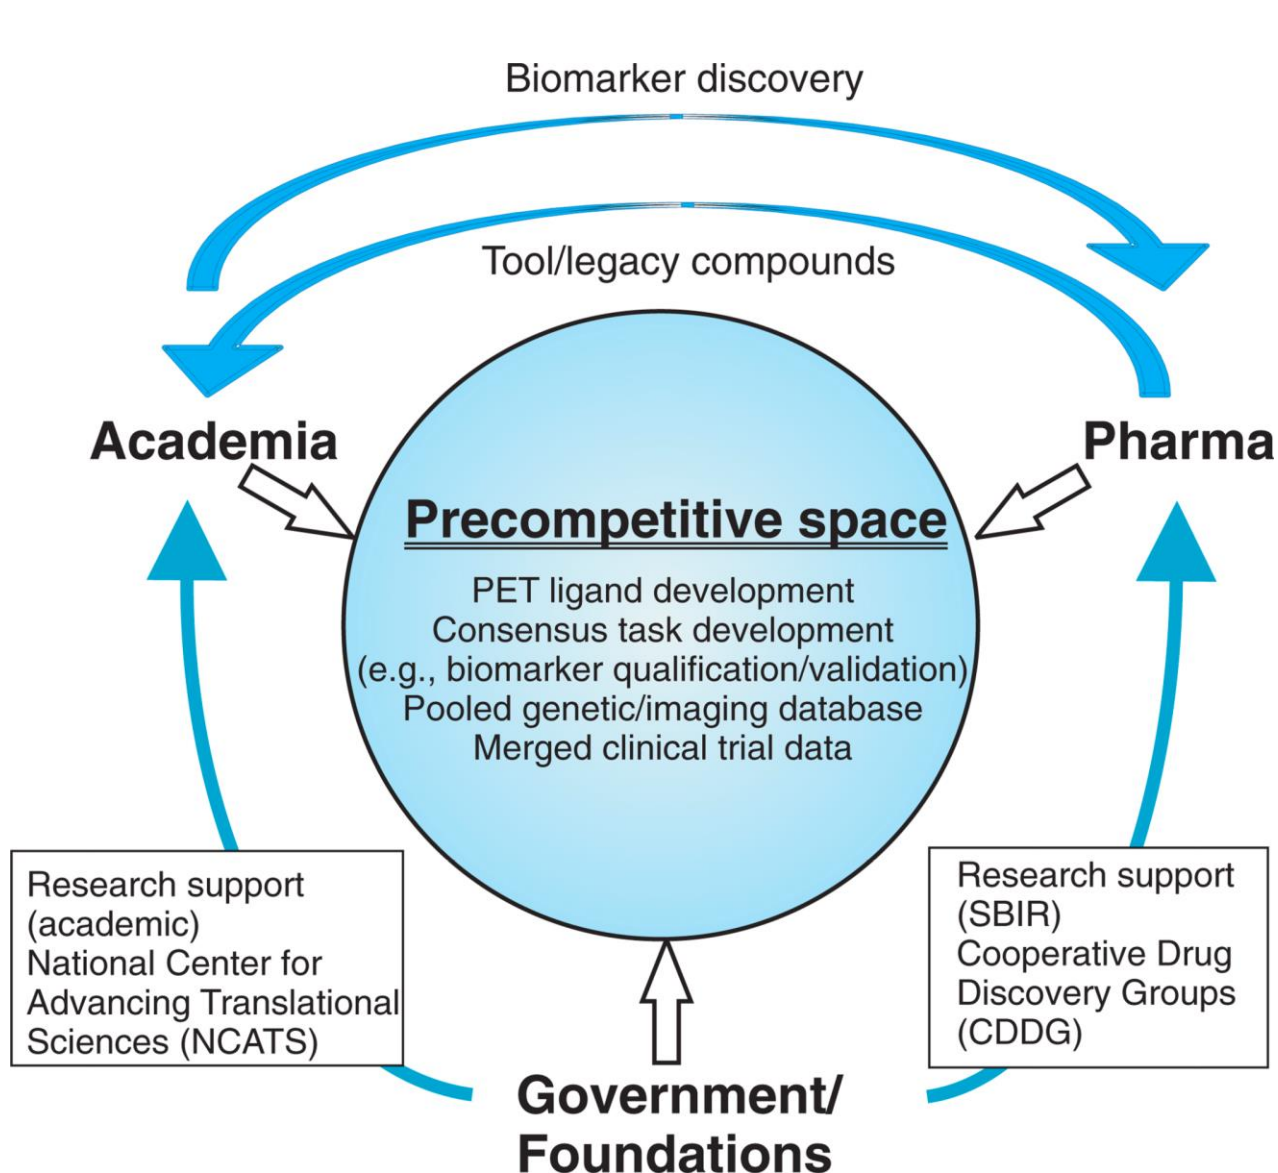 Biomarker discovery
Tool/legacy compounds
Academia
Pharma
Precompetitive space
PET ligand development
Consensus task development
(e.g., biomarker qualification/validation)
Pooled genetic/imaging database
Merged clinical trial data
Research support
(academic)
National Center for
Advancing Translational
Sciences (NCATS)
Research support
(SBIR)
Cooperative Drug
Discovery Groups
(CDDG)
Government/
Foundations